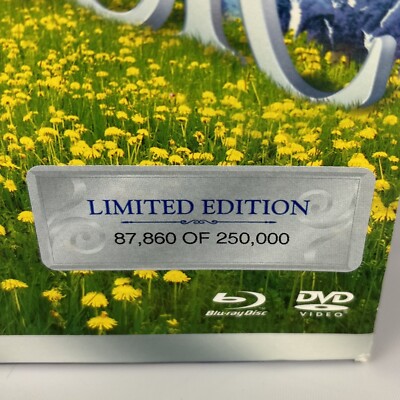 LIMITED EDITION
87,860 OF 250,000
Blu-ray Disc
DVD
VIDEO